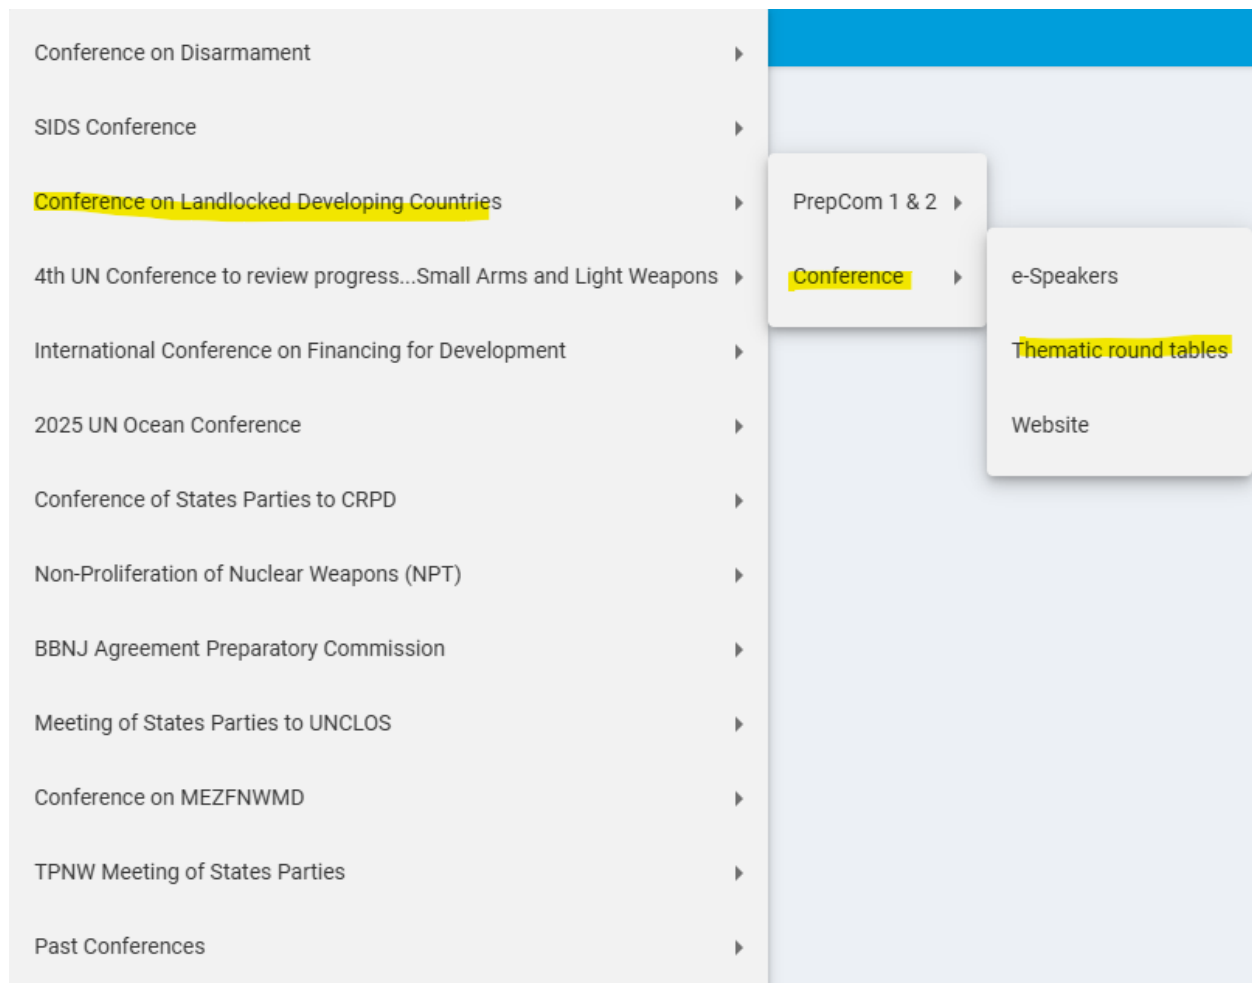 Conference on Disarmament
SIDS Conference
Conference on Landlocked Developing Countries
4th UN Conference to review progress...Small Arms and Light Weapons
International Conference on Financing for Development
2025 UN Ocean Conference
Conference of States Parties to CRPD
Non-Proliferation of Nuclear Weapons (NPT)
BBNJ Agreement Preparatory Commission
Meeting of States Parties to UNCLOS
Conference on MEZFNWMD
TPNW Meeting of States Parties
Past Conferences
PrepCom 1 & 2
Conference
e-Speakers
Thematic round tables
Website